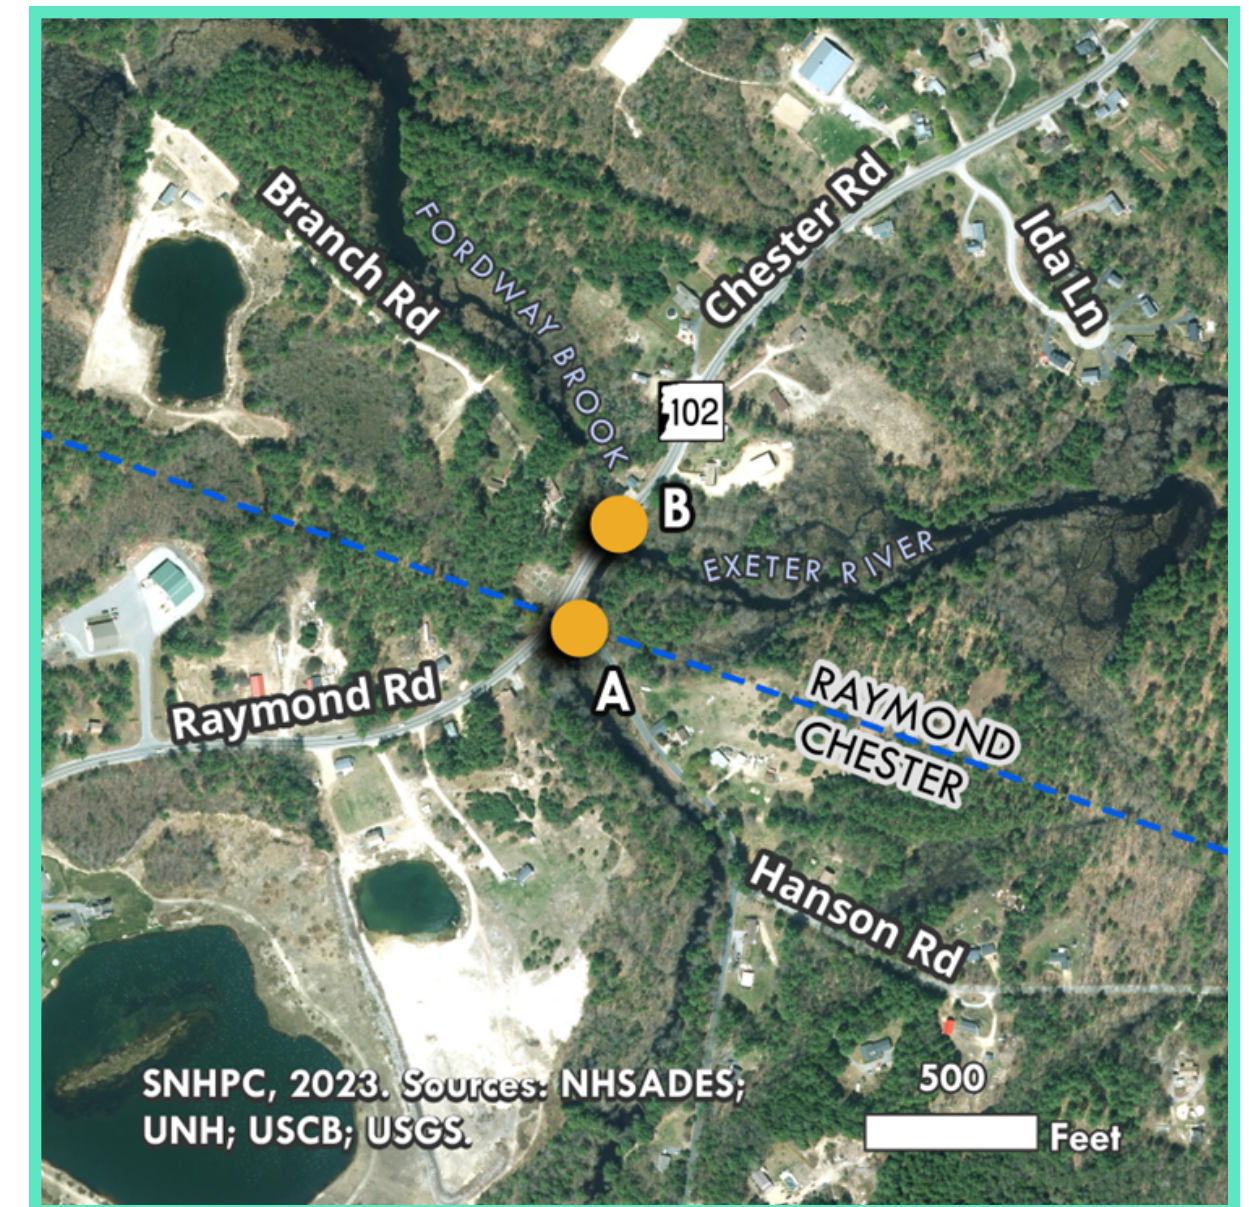 Chester Rd
Branch Rd
FORDWAY BROOK
Ida Ln
102
B
EXETER RIVER
A
RAYMOND
CHESTER
Raymond Rd
Hanson Rd
SNHPC, 2023. Sources: NHSADES;
UNH; USCB; USGS.
500
Feet